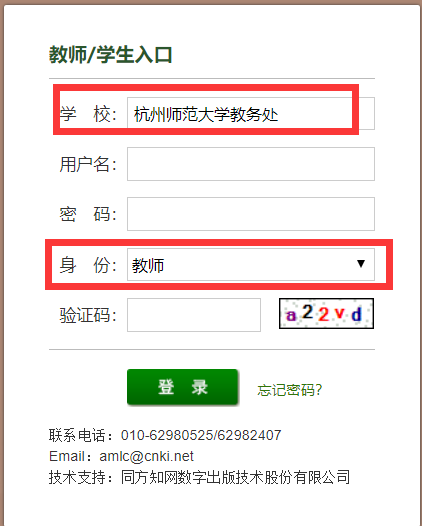 教师/学生入口
学 校： 杭州师范大学教务处
用户名：
密 码：
身 份： 教师 ▼
验证码： a22vd
登 录 忘记密码?
联系电话：010-62980525/62982407
Email：amlc@cnki.net
技术支持：同方知网数字出版技术股份有限公司